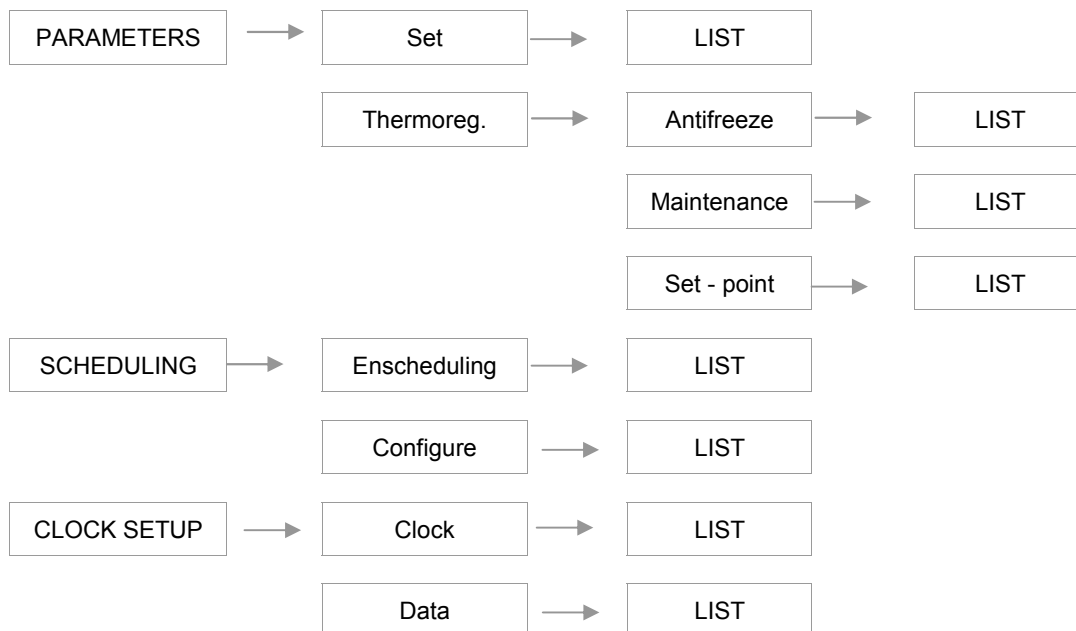 PARAMETERS Set LIST
Thermoreg. Antifreeze LIST
Maintenance LIST
Set - point LIST
SCHEDULING Enscheduling LIST
Configure LIST
CLOCK SETUP Clock LIST
Data LIST